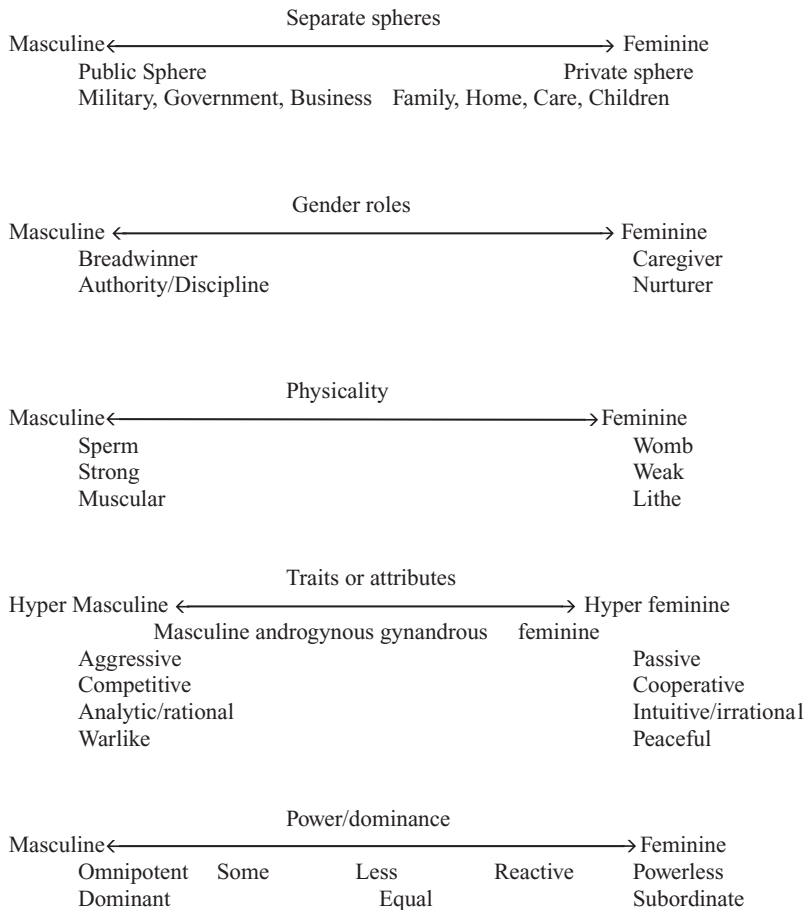 Separate spheres
Masculine Feminine
Public Sphere Private sphere
Military, Government, Business Family, Home, Care, Children
Gender roles
Masculine Feminine
Breadwinner Caregiver
Authority/Discipline Nurturer
Physicality
Masculine Feminine
Sperm Womb
Strong Weak
Muscular Lithe
Traits or attributes
Hyper Masculine Hyper feminine
Masculine androgynous gynandrous feminine
Aggressive Passive
Competitive Cooperative
Analytic/rational Intuitive/irrational
Warlike Peaceful
Power/dominance
Masculine Feminine
Omnipotent Some Less Reactive Powerless
Dominant Equal Subordinate